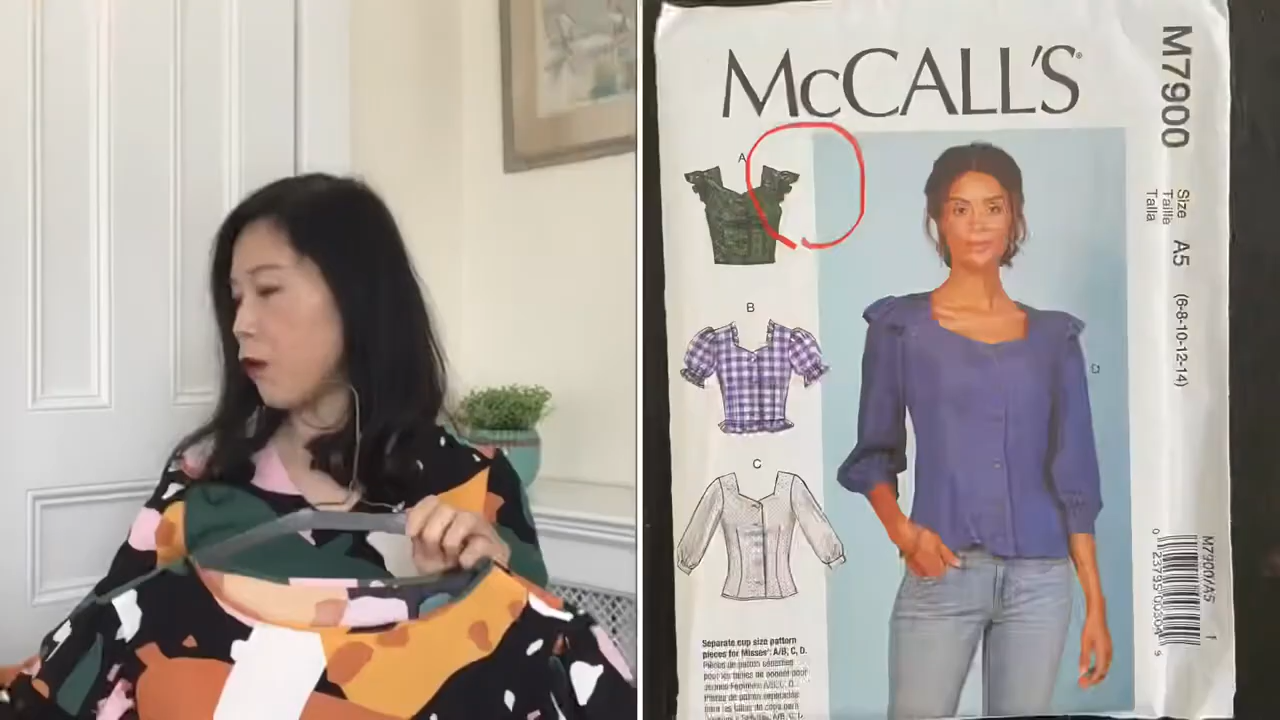 McCALL'S
M7900
Size A5 (6-8-10-12-14)
Taille
Talla
A
B
C
D
Separate cup size pattern
pieces for Misses': A/B, C, D.
M7900/A5